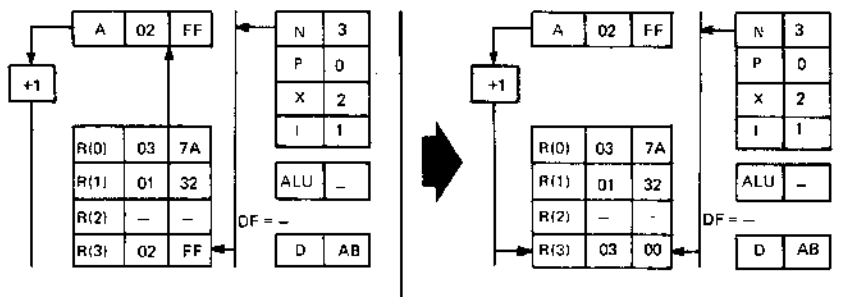 A 02 FF
+1
R(0) 03 7A
R(1) 01 32
R(2) – –
R(3) 02 FF
N 3
P 0
X 2
I 1
ALU –
DF = –
D AB
A 02 FF
+1
R(0) 03 7A
R(1) 01 32
R(2) – -
R(3) 03 00
N 3
P 0
X 2
I 1
ALU –
DF = –
D AB